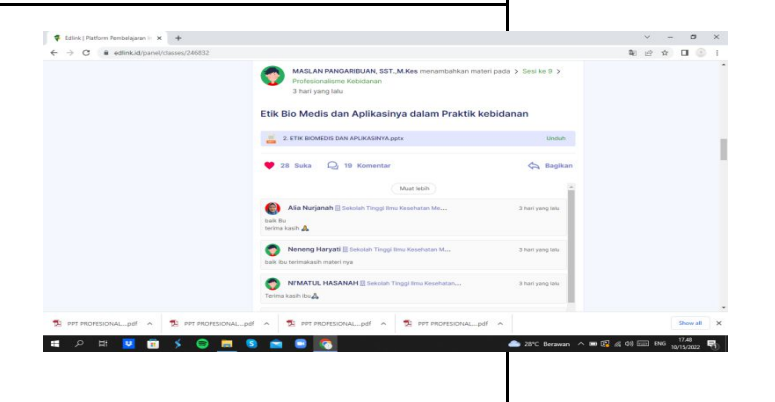 Edlink | Platform Pembelajaran
edlink.id/panel/classes/246832
MASLAN PANGARIBUAN, SST.,M.Kes menambahkan materi pada > Sesi ke 9 >
Profesionalisme Kebidanan
3 hari yang lalu
Etik Bio Medis dan Aplikasinya dalam Praktik kebidanan
2. ETIK BIOMEDIS DAN APLIKASINYA.pptx Unduh
28 Suka 19 Komentar Bagikan
Muat lebih
Alia Nurjanah Sekolah Tinggi Ilmu Kesehatan Me... 3 hari yang lalu
baik Bu
terima kasih
Neneng Haryati Sekolah Tinggi Ilmu Kesehatan M... 3 hari yang lalu
baik ibu terimakasih materi nya
NI'MATUL HASANAH Sekolah Tinggi Ilmu Kesehatan... 3 hari yang lalu
Terima kasih ibu
PPT PROFESIONAL....pdf PPT PROFESIONAL....pdf PPT PROFESIONAL....pdf PPT PROFESIONAL....pdf Show all
28°C Berawan ENG 17.48
10/15/2022